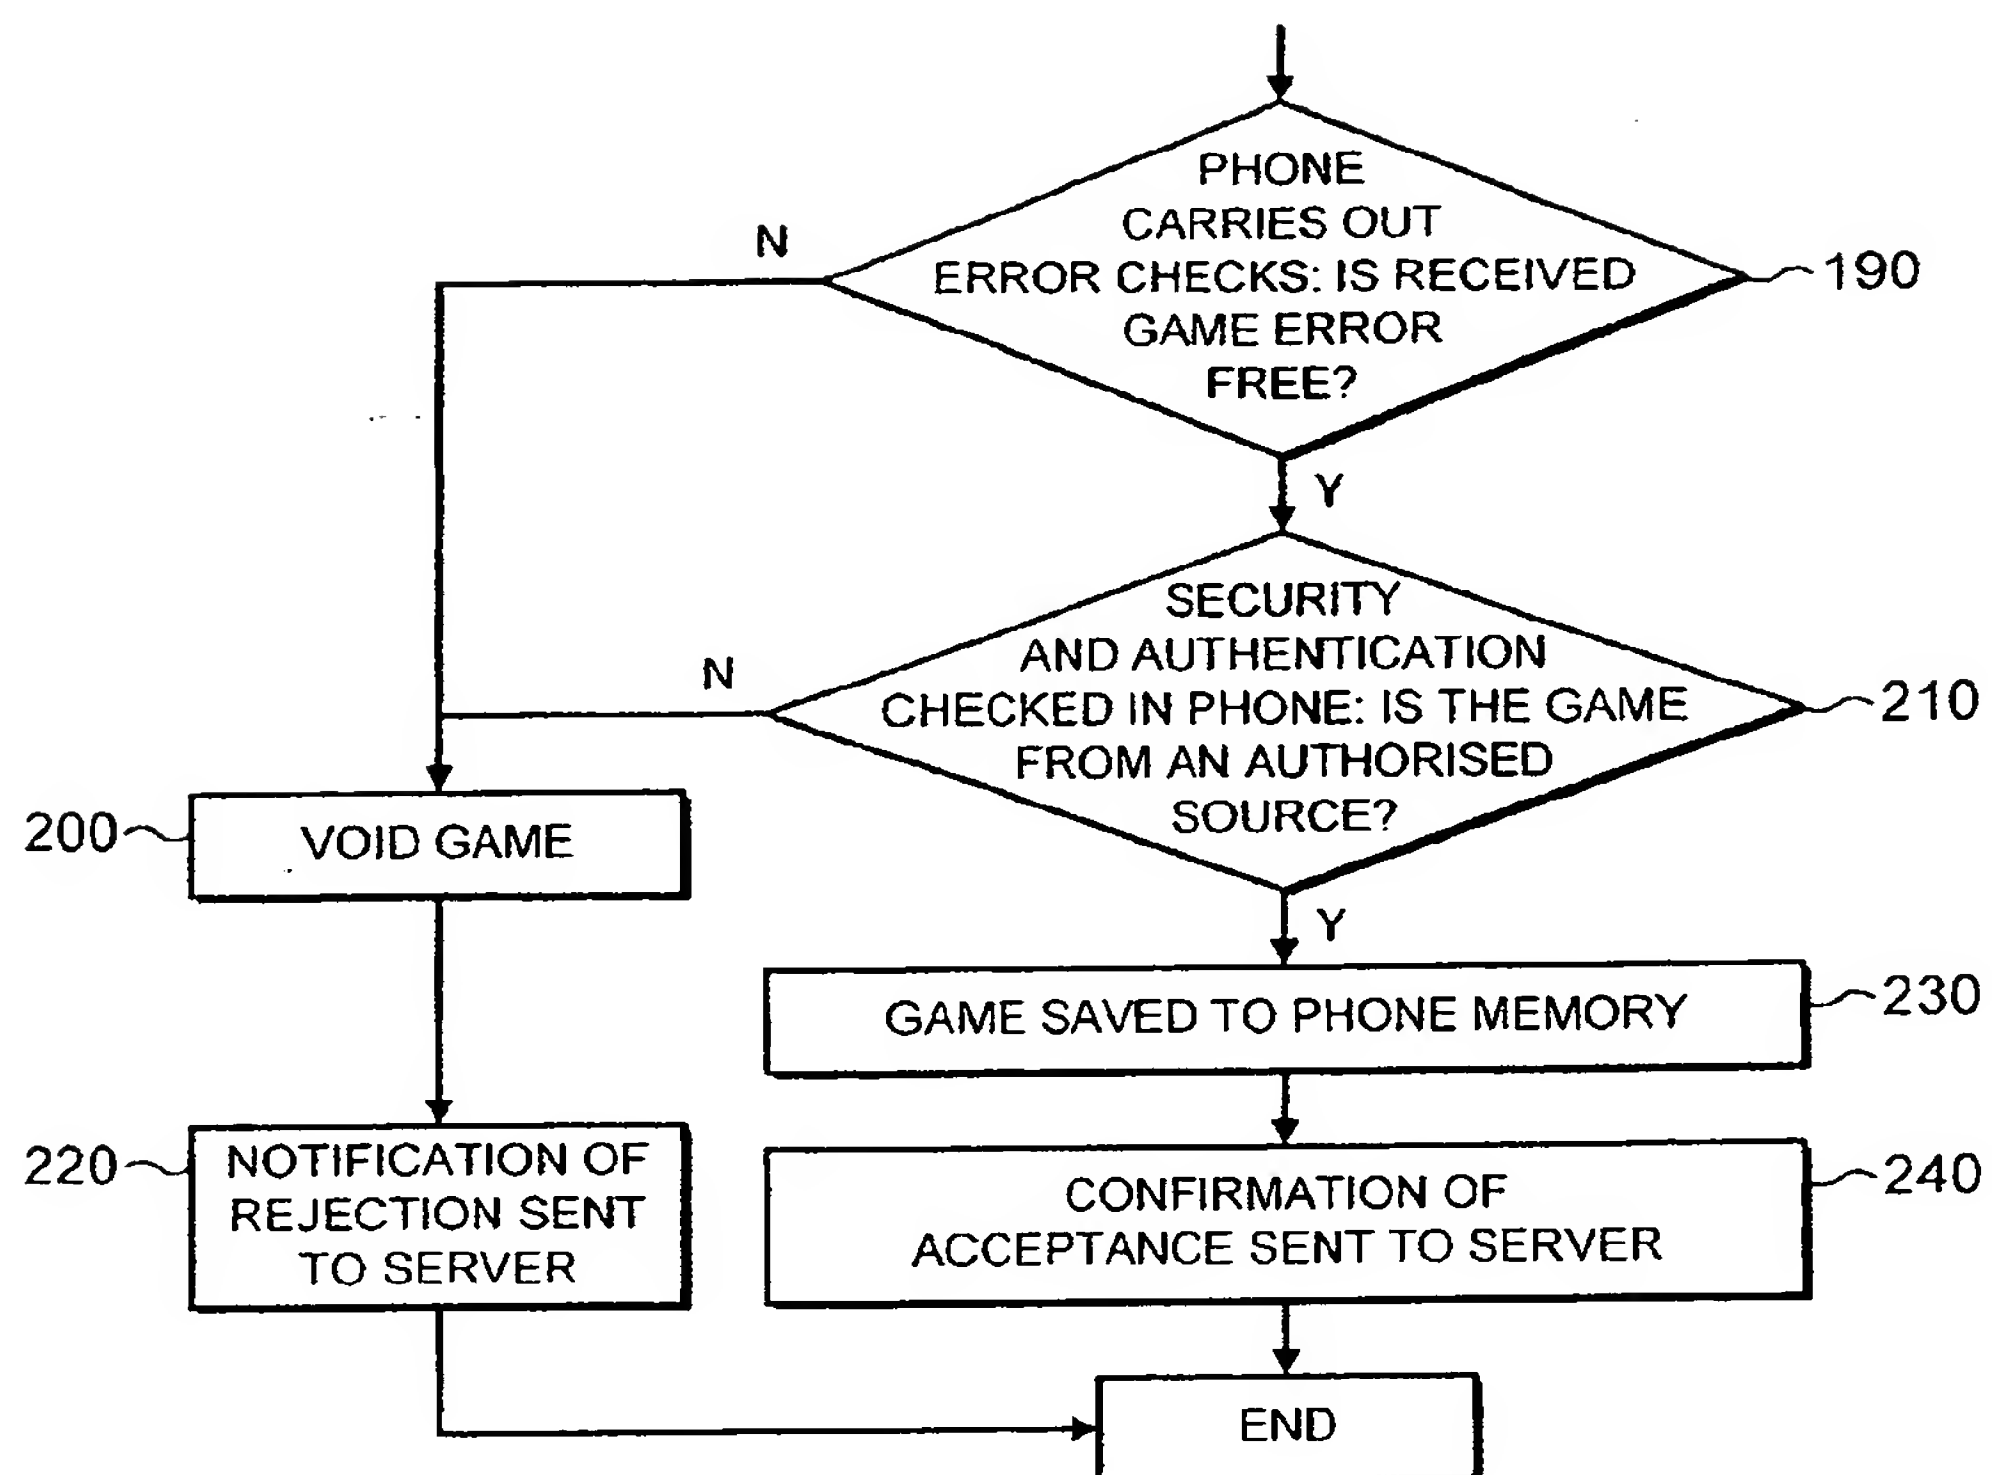 PHONE
CARRIES OUT
ERROR CHECKS: IS RECEIVED
GAME ERROR
FREE?
190
N
Y
SECURITY
AND AUTHENTICATION
CHECKED IN PHONE: IS THE GAME
FROM AN AUTHORISED
SOURCE?
210
N
Y
200
VOID GAME
GAME SAVED TO PHONE MEMORY
230
220
NOTIFICATION OF
REJECTION SENT
TO SERVER
CONFIRMATION OF
ACCEPTANCE SENT TO SERVER
240
END